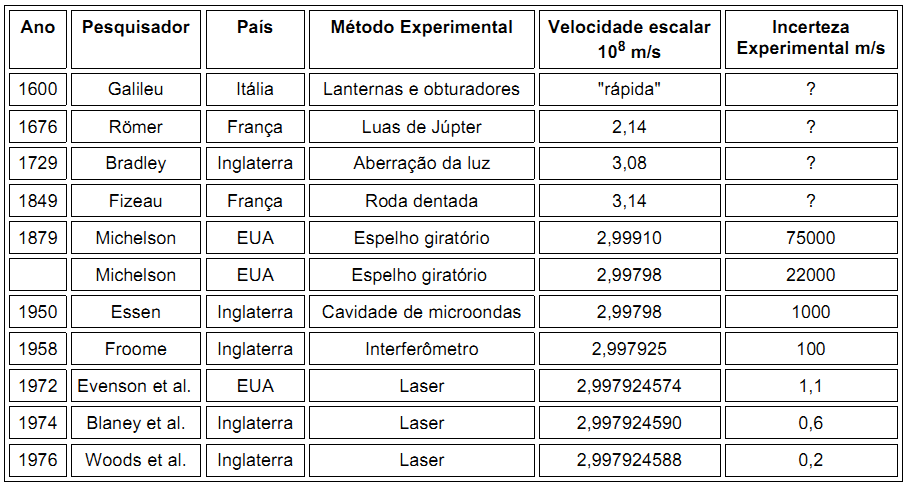 Ano Pesquisador País Método Experimental Velocidade escalar 10⁸ m/s Incerteza Experimental m/s
1600 Galileu Itália Lanternas e obturadores "rápida" ?
1676 Römer França Luas de Júpter 2,14 ?
1729 Bradley Inglaterra Aberração da luz 3,08 ?
1849 Fizeau França Roda dentada 3,14 ?
1879 Michelson EUA Espelho giratório 2,99910 75000
Michelson EUA Espelho giratório 2,99798 22000
1950 Essen Inglaterra Cavidade de microondas 2,99798 1000
1958 Froome Inglaterra Interferômetro 2,997925 100
1972 Evenson et al. EUA Laser 2,997924574 1,1
1974 Blaney et al. Inglaterra Laser 2,997924590 0,6
1976 Woods et al. Inglaterra Laser 2,997924588 0,2